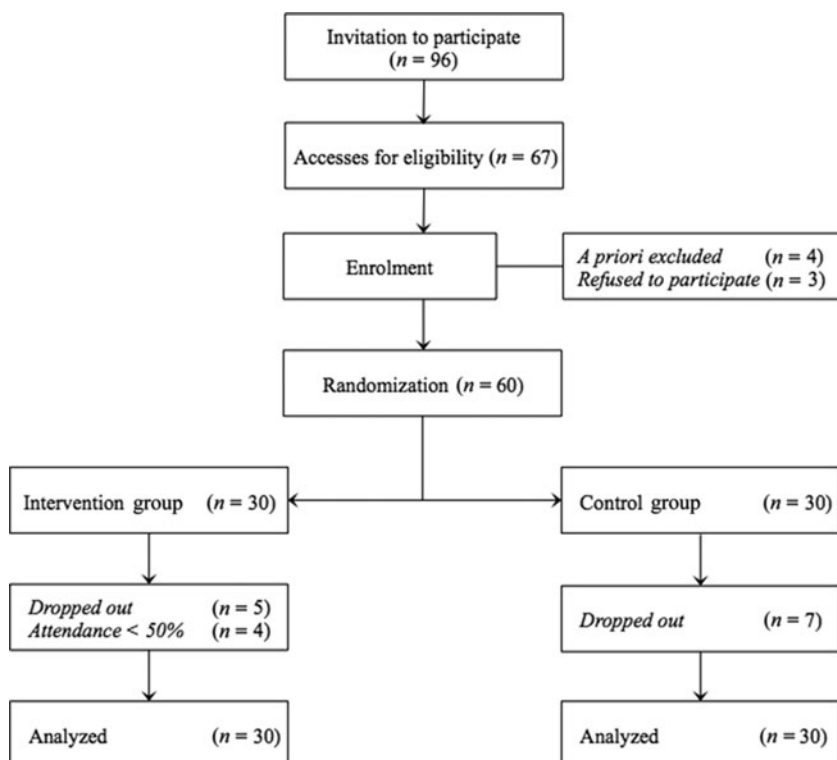 Invitation to participate
(n = 96)
Accesses for eligibility (n = 67)
Enrolment
A priori excluded (n = 4)
Refused to participate (n = 3)
Randomization (n = 60)
Intervention group (n = 30)
Control group (n = 30)
Dropped out (n = 5)
Attendance < 50% (n = 4)
Dropped out (n = 7)
Analyzed (n = 30)
Analyzed (n = 30)